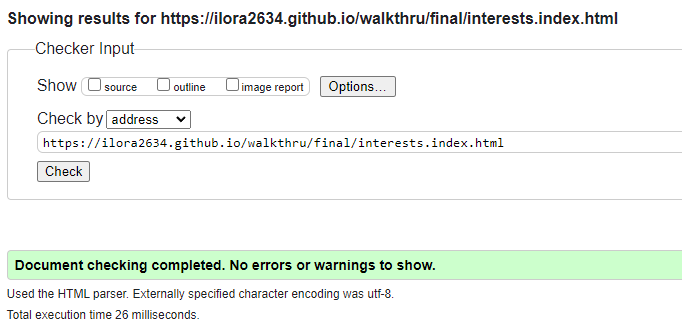 Showing results for https://ilora2634.github.io/walkthru/final/interests.index.html
Checker Input
Show source outline image report Options...
Check by address
https://ilora2634.github.io/walkthru/final/interests.index.html
Check
Document checking completed. No errors or warnings to show.
Used the HTML parser. Externally specified character encoding was utf-8.
Total execution time 26 milliseconds.